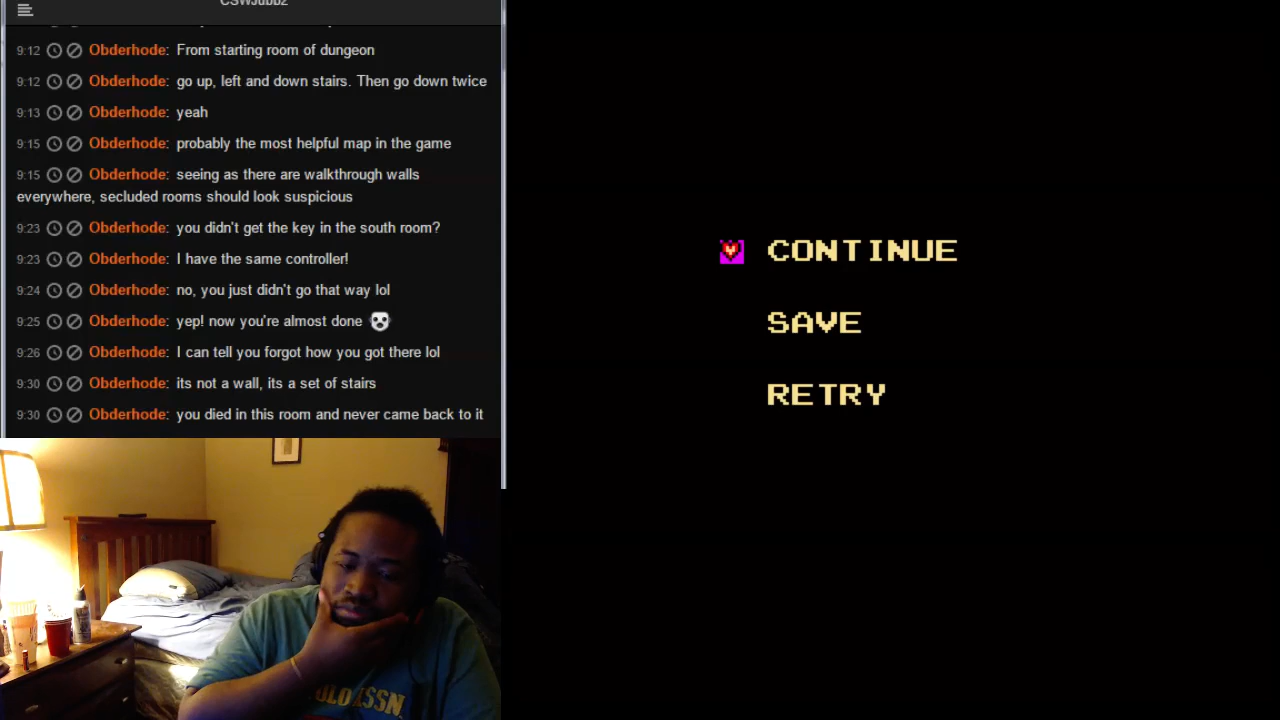 CSWJubb2
9:12 Obderhode: From starting room of dungeon
9:12 Obderhode: go up, left and down stairs. Then go down twice
9:13 Obderhode: yeah
9:15 Obderhode: probably the most helpful map in the game
9:15 Obderhode: seeing as there are walkthrough walls
everywhere, secluded rooms should look suspicious
9:23 Obderhode: you didn't get the key in the south room?
9:23 Obderhode: I have the same controller!
9:24 Obderhode: no, you just didn't go that way lol
9:25 Obderhode: yep! now you're almost done
9:26 Obderhode: I can tell you forgot how you got there lol
9:30 Obderhode: its not a wall, its a set of stairs
9:30 Obderhode: you died in this room and never came back to it
CONTINUE
SAVE
RETRY